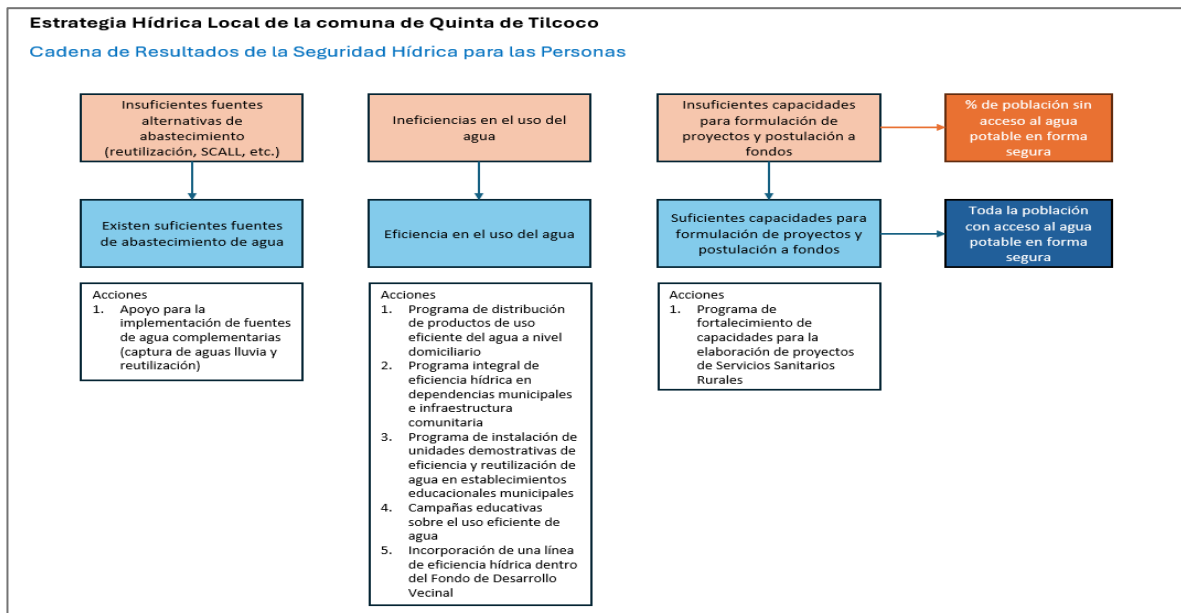 Estrategia Hídrica Local de la comuna de Quinta de Tilcoco
Cadena de Resultados de la Seguridad Hídrica para las Personas
Insuficientes fuentes
alternativas de
abastecimiento
(reutilización, SCALL, etc.)
Ineficiencias en el uso del
agua
Insuficientes capacidades
para formulación de
proyectos y postulación a
fondos
% de población sin
acceso al agua
potable en forma
segura
Existen suficientes fuentes
de abastecimiento de agua
Eficiencia en el uso del agua
Suficientes capacidades para
formulación de proyectos y
postulación a fondos
Toda la población
con acceso al agua
potable en forma
segura
Acciones
1. Apoyo para la
implementación de fuentes
de agua complementarias
(captura de aguas lluvia y
reutilización)
Acciones
1. Programa de distribución
de productos de uso
eficiente del agua a nivel
domiciliario
2. Programa integral de
eficiencia hídrica en
dependencias municipales
e infraestructura
comunitaria
3. Programa de instalación de
unidades demostrativas de
eficiencia y reutilización de
agua en establecimientos
educacionales municipales
4. Campañas educativas
sobre el uso eficiente de
agua
5. Incorporación de una línea
de eficiencia hídrica dentro
del Fondo de Desarrollo
Vecinal
Acciones
1. Programa de
fortalecimiento de
capacidades para la
elaboración de proyectos
de Servicios Sanitarios
Rurales